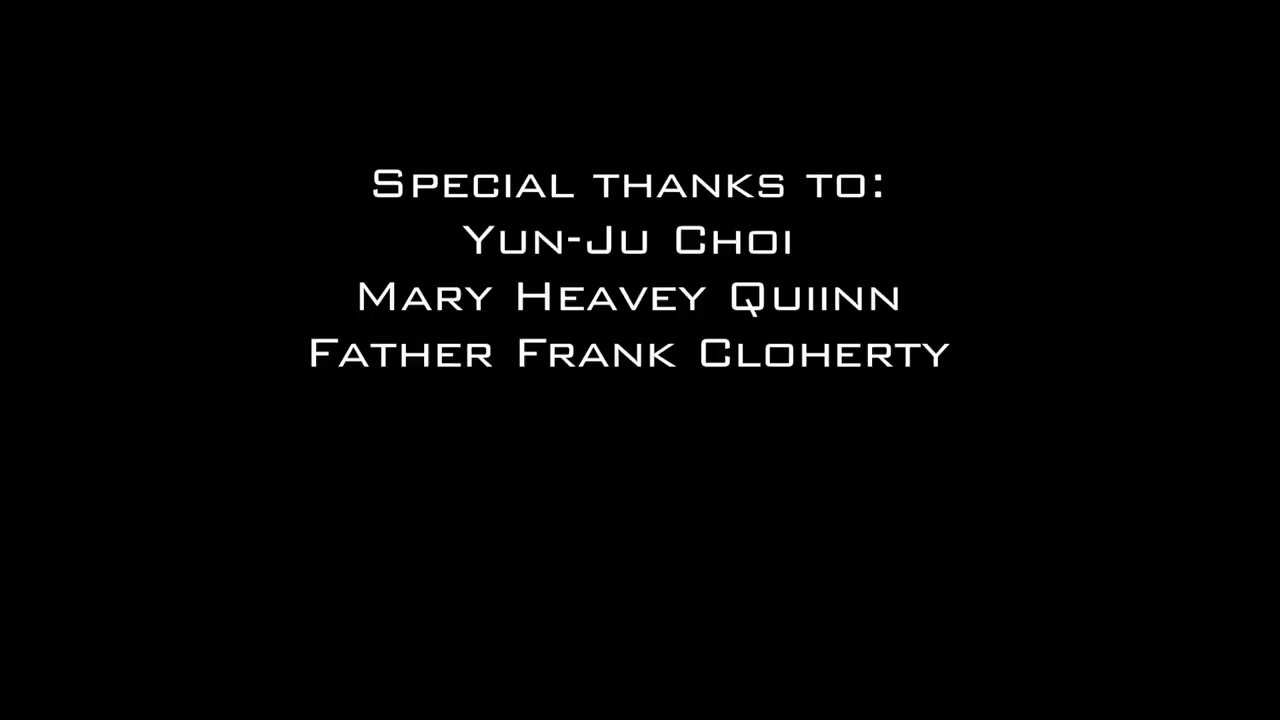 Special thanks to:
Yun-Ju Choi
Mary Heavey Quiinn
Father Frank Cloherty